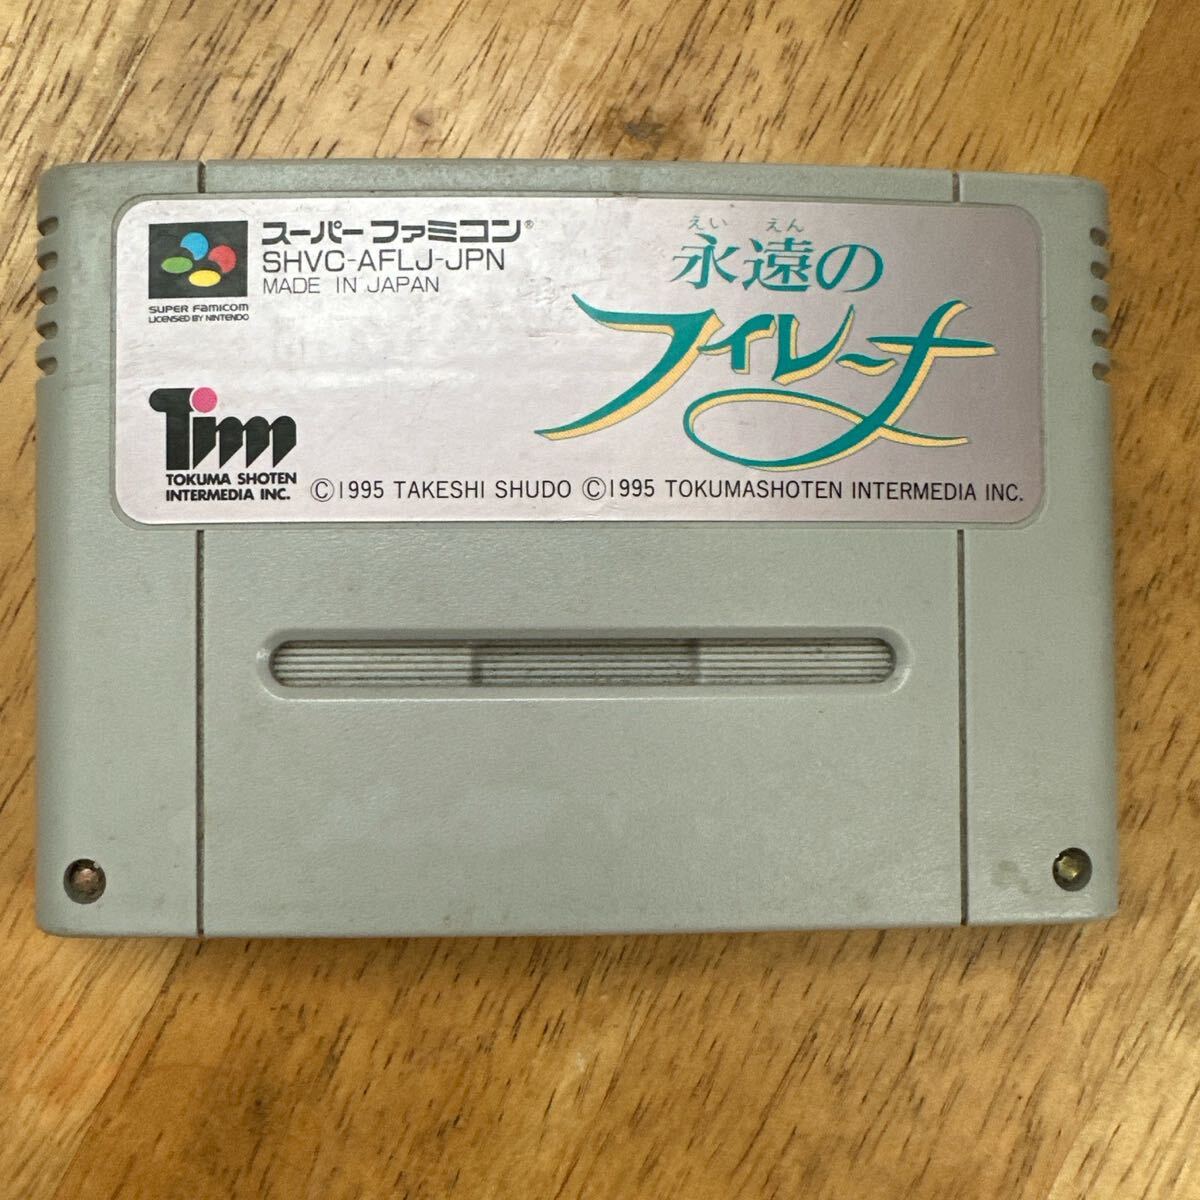 スーパーファミコン®
SHVC-AFLJ-JPN
MADE IN JAPAN
SUPER FAMICOM
LICENSED BY NINTENDO
えい えん
永遠の
フィレーナ
Tim
TOKUMA SHOTEN
INTERMEDIA INC.
©1995 TAKESHI SHUDO ©1995 TOKUMASHOTEN INTERMEDIA INC.